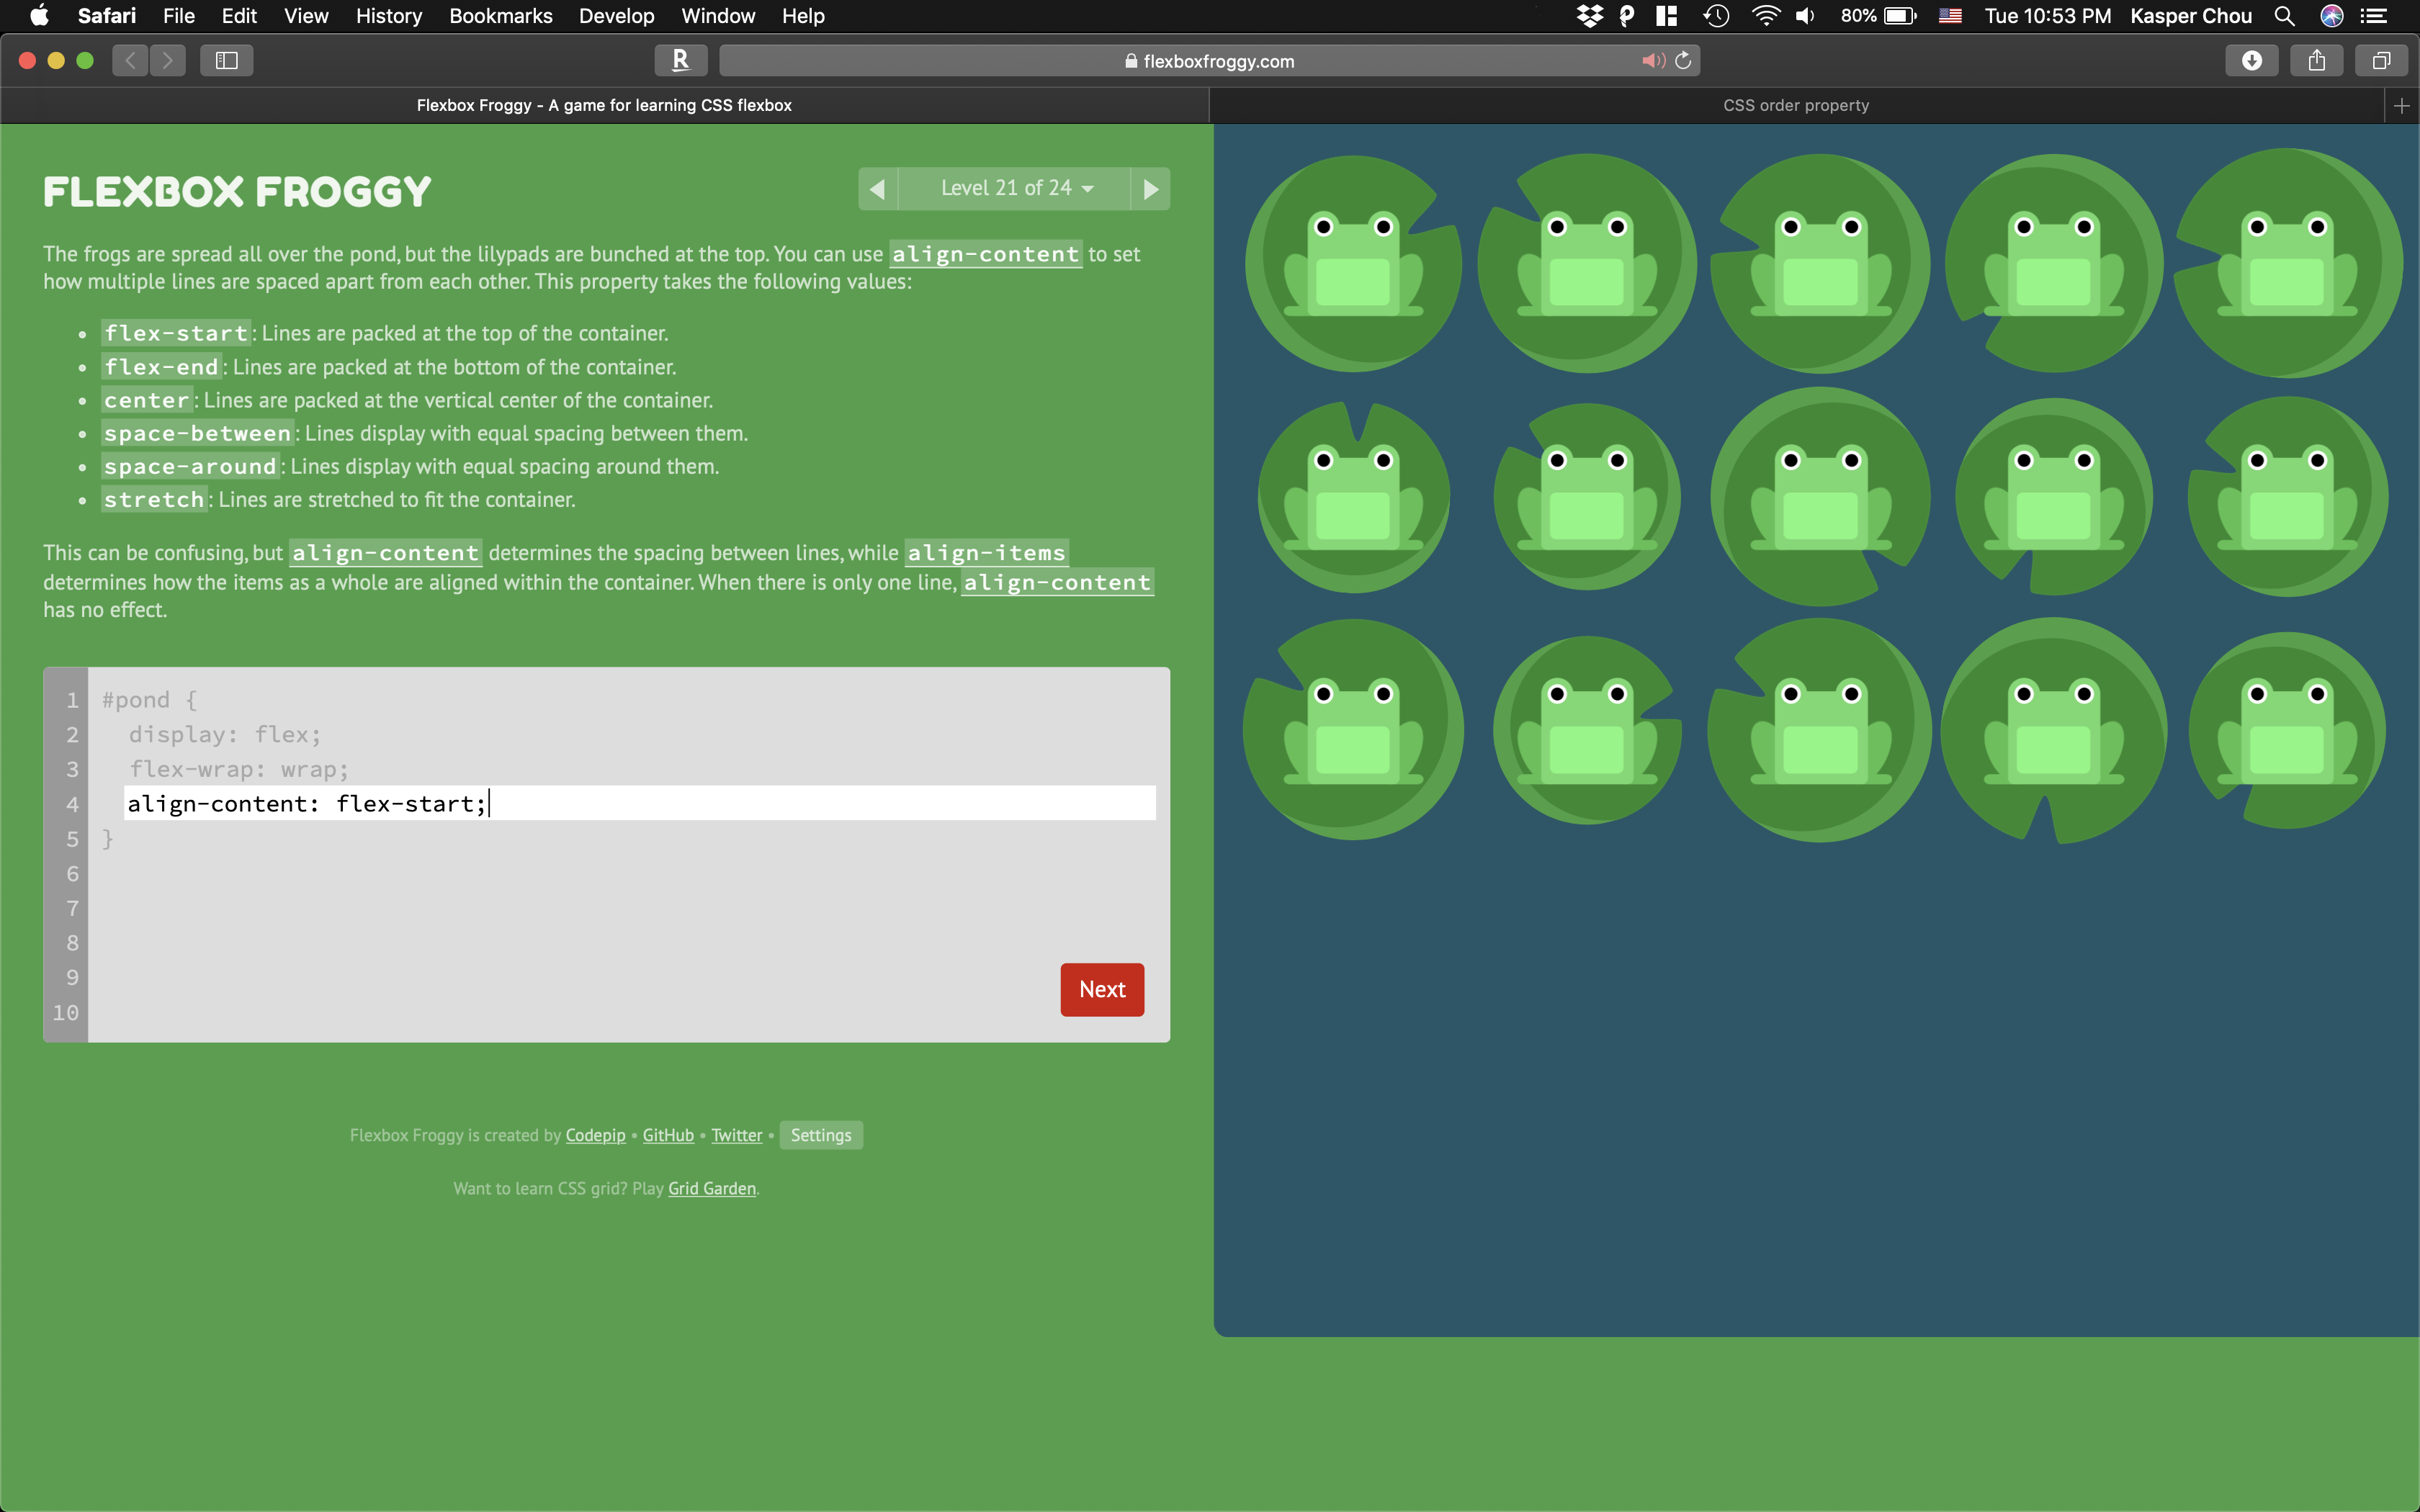 Safari File Edit View History Bookmarks Develop Window Help 80% Tue 10:53 PM Kasper Chou
R flexboxfroggy.com
Flexbox Froggy - A game for learning CSS flexbox CSS order property
FLEXBOX FROGGY Level 21 of 24
The frogs are spread all over the pond, but the lilypads are bunched at the top. You can use align-content to set
how multiple lines are spaced apart from each other. This property takes the following values:
• flex-start: Lines are packed at the top of the container.
• flex-end: Lines are packed at the bottom of the container.
• center: Lines are packed at the vertical center of the container.
• space-between: Lines display with equal spacing between them.
• space-around: Lines display with equal spacing around them.
• stretch: Lines are stretched to fit the container.
This can be confusing, but align-content determines the spacing between lines, while align-items
determines how the items as a whole are aligned within the container. When there is only one line, align-content
has no effect.
1 #pond {
2 display: flex;
3 flex-wrap: wrap;
4 align-content: flex-start;
5 }
6
7
8
9
10
Next
Flexbox Froggy is created by Codepip • GitHub • Twitter • Settings
Want to learn CSS grid? Play Grid Garden.